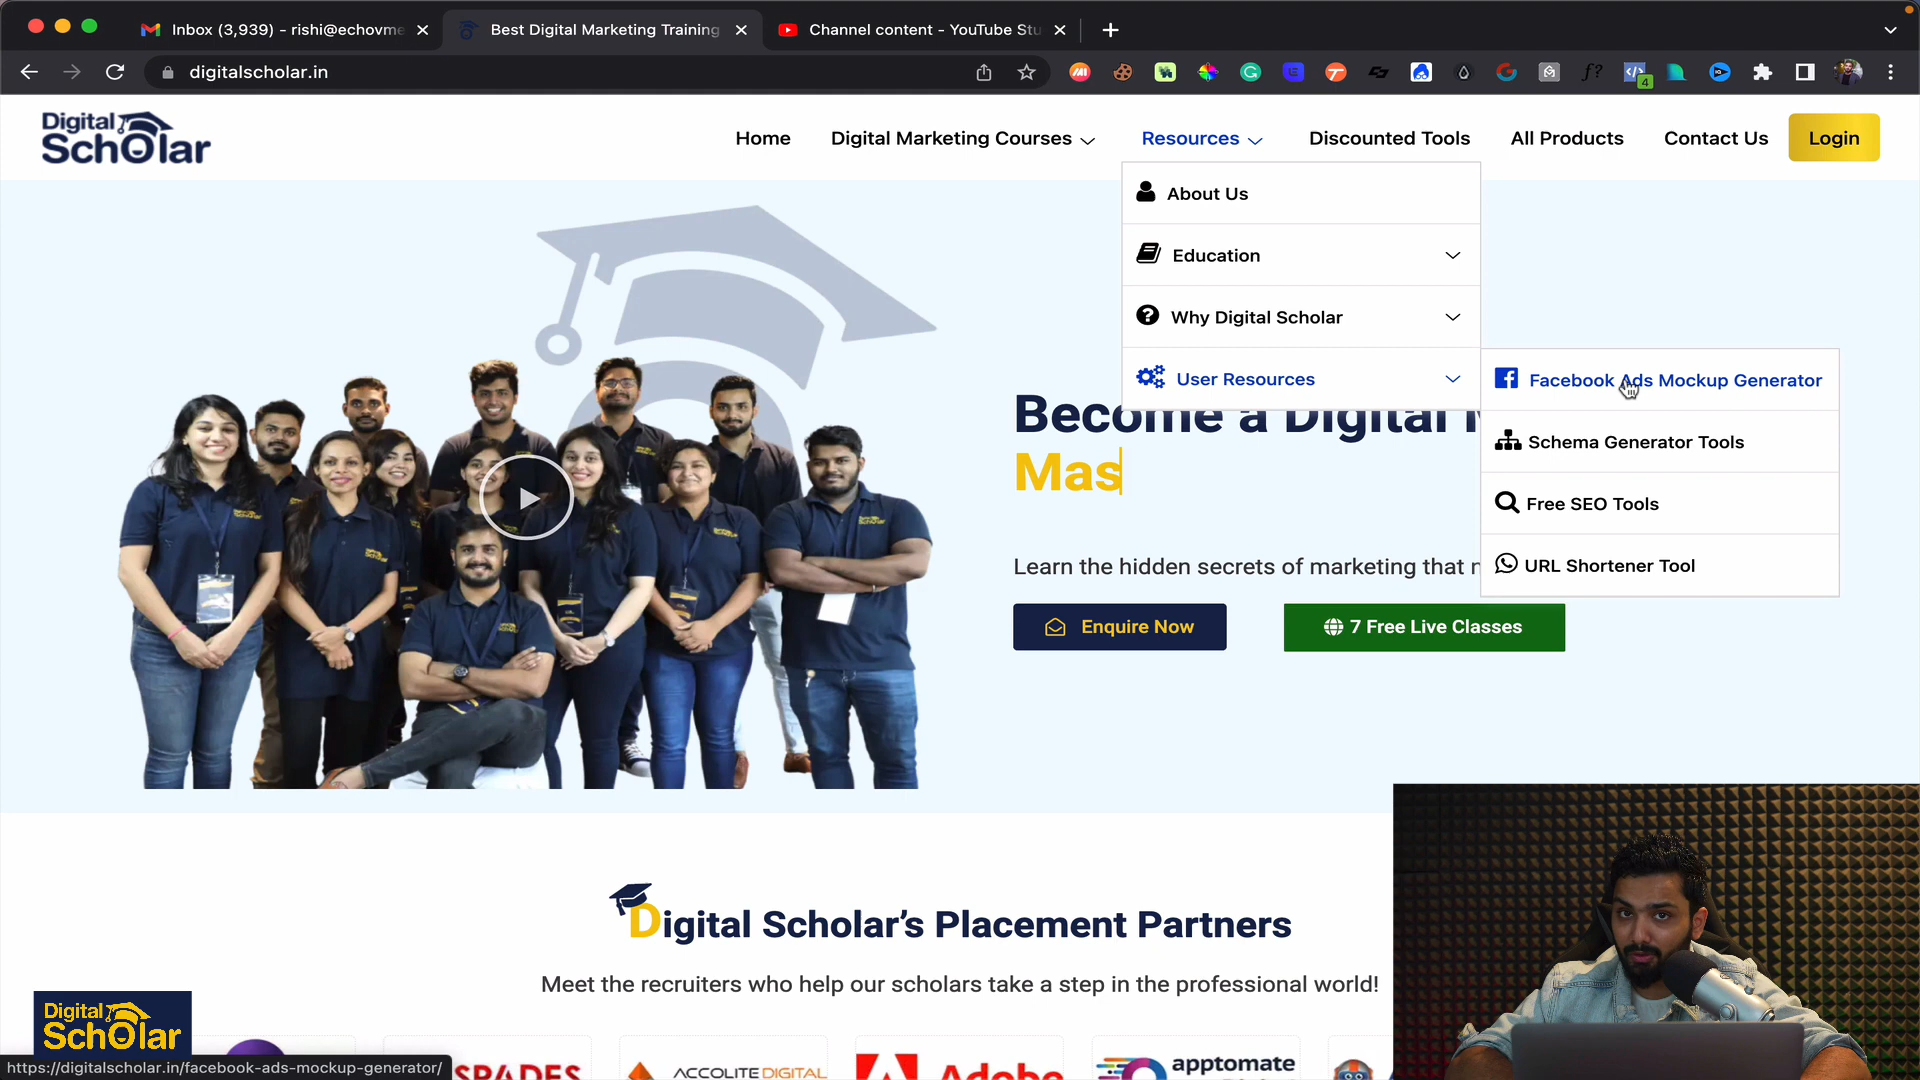 Inbox (3,939) - rishi@echovme
Best Digital Marketing Training
Channel content - YouTube Stu
digitalscholar.in
4
Digital
Scholar
Home
Digital Marketing Courses
Resources
Discounted Tools
All Products
Contact Us
Login
About Us
Education
Why Digital Scholar
User Resources
Facebook Ads Mockup Generator
Schema Generator Tools
Free SEO Tools
URL Shortener Tool
Become a Digital
Mas
Learn the hidden secrets of marketing that
Enquire Now
7 Free Live Classes
Digital Scholar’s Placement Partners
Meet the recruiters who help our scholars take a step in the professional world!
Digital
Scholar
SPADES
ACCOLITE DIGITAL
Adobe
apptomate
https://digitalscholar.in/facebook-ads-mockup-generator/